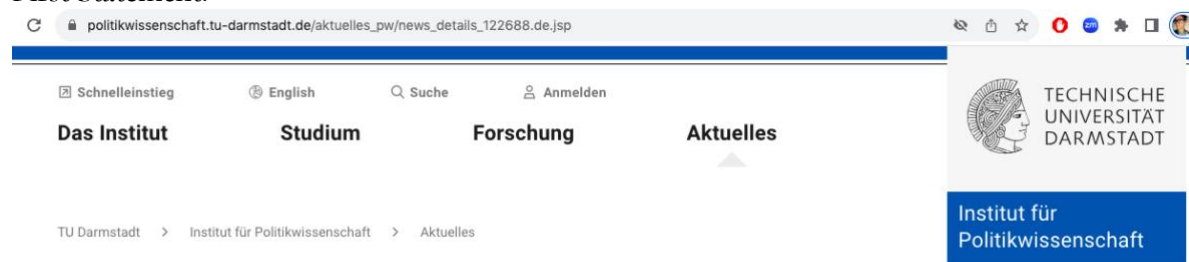 politikwissenschaft.tu-darmstadt.de/aktuelles_pw/news_details_122688.de.jsp
Schnelleinstieg English Suche Anmelden
Das Institut Studium Forschung Aktuelles
TECHNISCHE
UNIVERSITÄT
DARMSTADT
TU Darmstadt > Institut für Politikwissenschaft > Aktuelles
Institut für
Politikwissenschaft